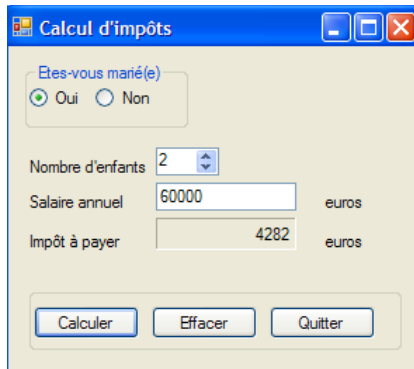 Calcul d'impôts
Etes-vous marié(e)
Oui Non
Nombre d'enfants 2
Salaire annuel 60000 euros
Impôt à payer 4282 euros
Calculer Effacer Quitter